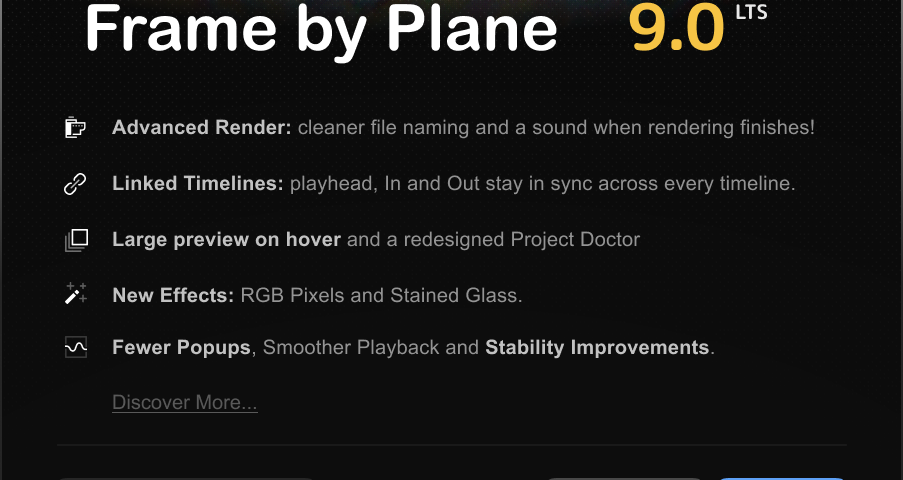 Frame by Plane 9.0 LTS
Advanced Render: cleaner file naming and a sound when rendering finishes!
Linked Timelines: playhead, In and Out stay in sync across every timeline.
Large preview on hover and a redesigned Project Doctor
New Effects: RGB Pixels and Stained Glass.
Fewer Popups, Smoother Playback and Stability Improvements.
Discover More...